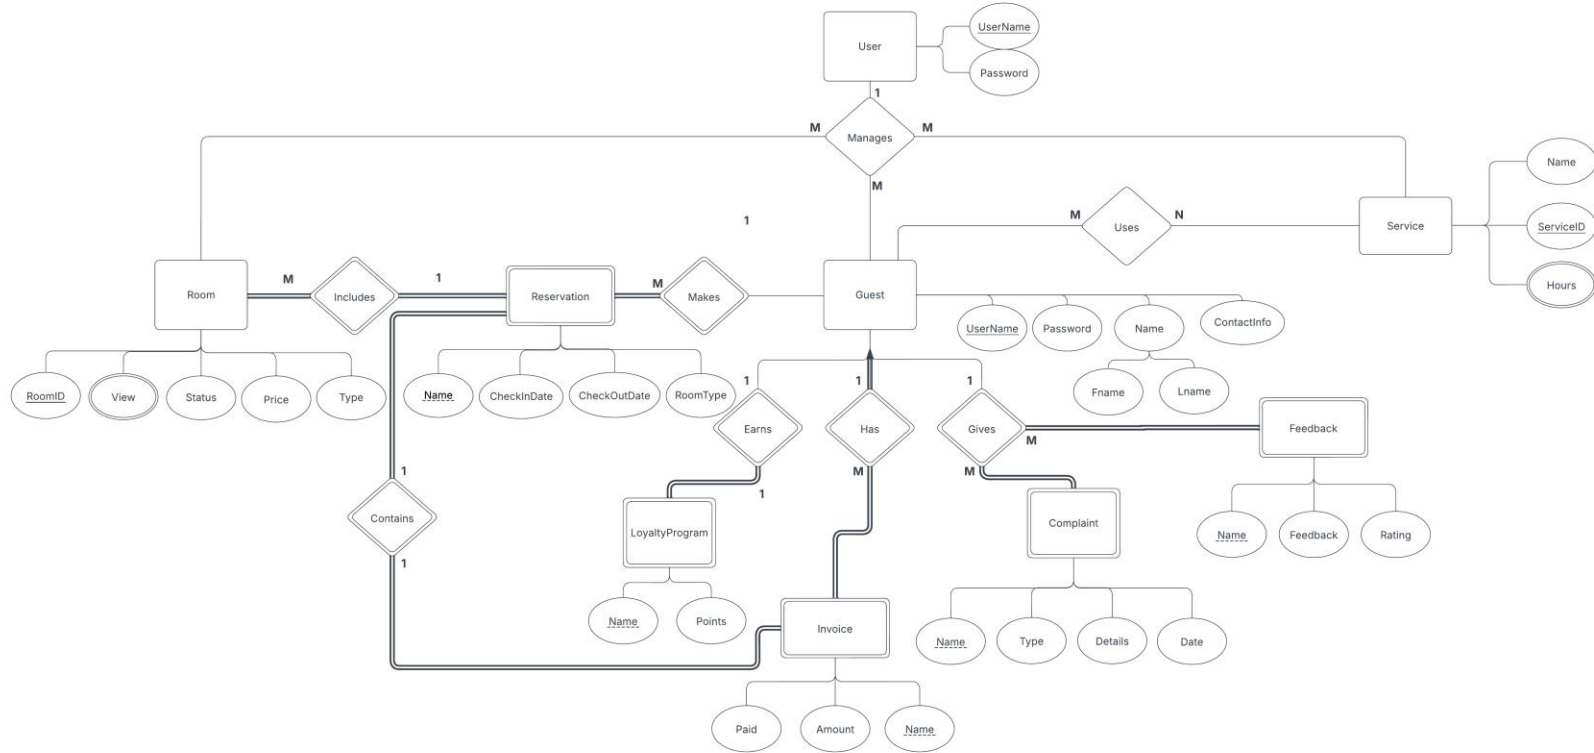 UserName
User
Password
1
M
Manages
M
M
Name
1
M
Uses
N
Service
ServiceID
Room
M
Includes
1
Reservation
M
Makes
Guest
Hours
UserName
Password
Name
ContactInfo
RoomID
View
Status
Price
Type
Name
CheckInDate
CheckOutDate
RoomType
Fname
Lname
1
1
1
Earns
Has
Gives
M
Feedback
1
M
M
1
Contains
1
LoyaltyProgram
Complaint
Name
Feedback
Rating
Name
Points
Invoice
Name
Type
Details
Date
Paid
Amount
Name